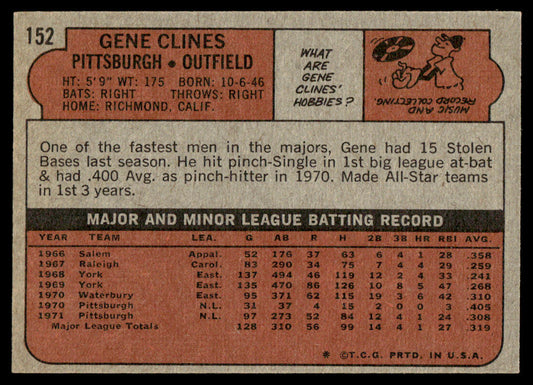 152
GENE CLINES
PITTSBURGH • OUTFIELD
HT: 5'9" WT: 175 BORN: 10-6-46
BATS: RIGHT THROWS: RIGHT
HOME: RICHMOND, CALIF.
WHAT
ARE
GENE
CLINES'
HOBBIES?
MUSIC AND
RECORD COLLECTING.
One of the fastest men in the majors, Gene had 15 Stolen
Bases last season. He hit pinch-Single in 1st big league at-bat
& had .400 Avg. as pinch-hitter in 1970. Made All-Star teams
in 1st 3 years.
MAJOR AND MINOR LEAGUE BATTING RECORD
YEAR TEAM LEA. G AB R H 2B 3B HR RBI AVG.
1966 Salem Appal. 52 176 37 63 6 4 1 28 .358
1967 Raleigh Carol. 83 290 34 75 7 4 4 29 .259
1968 York East. 137 494 46 119 12 2 4 33 .241
1969 York East. 135 470 86 126 10 8 5 47 .268
1970 Waterbury East. 95 371 62 115 19 3 6 42 .310
1970 Pittsburgh N.L. 31 37 4 15 2 0 0 3 .405
1971 Pittsburgh N.L. 97 273 52 84 12 4 1 24 .308
Major League Totals 128 310 56 99 14 4 1 27 .319
* © T.C.G. PRTD. IN U.S.A.